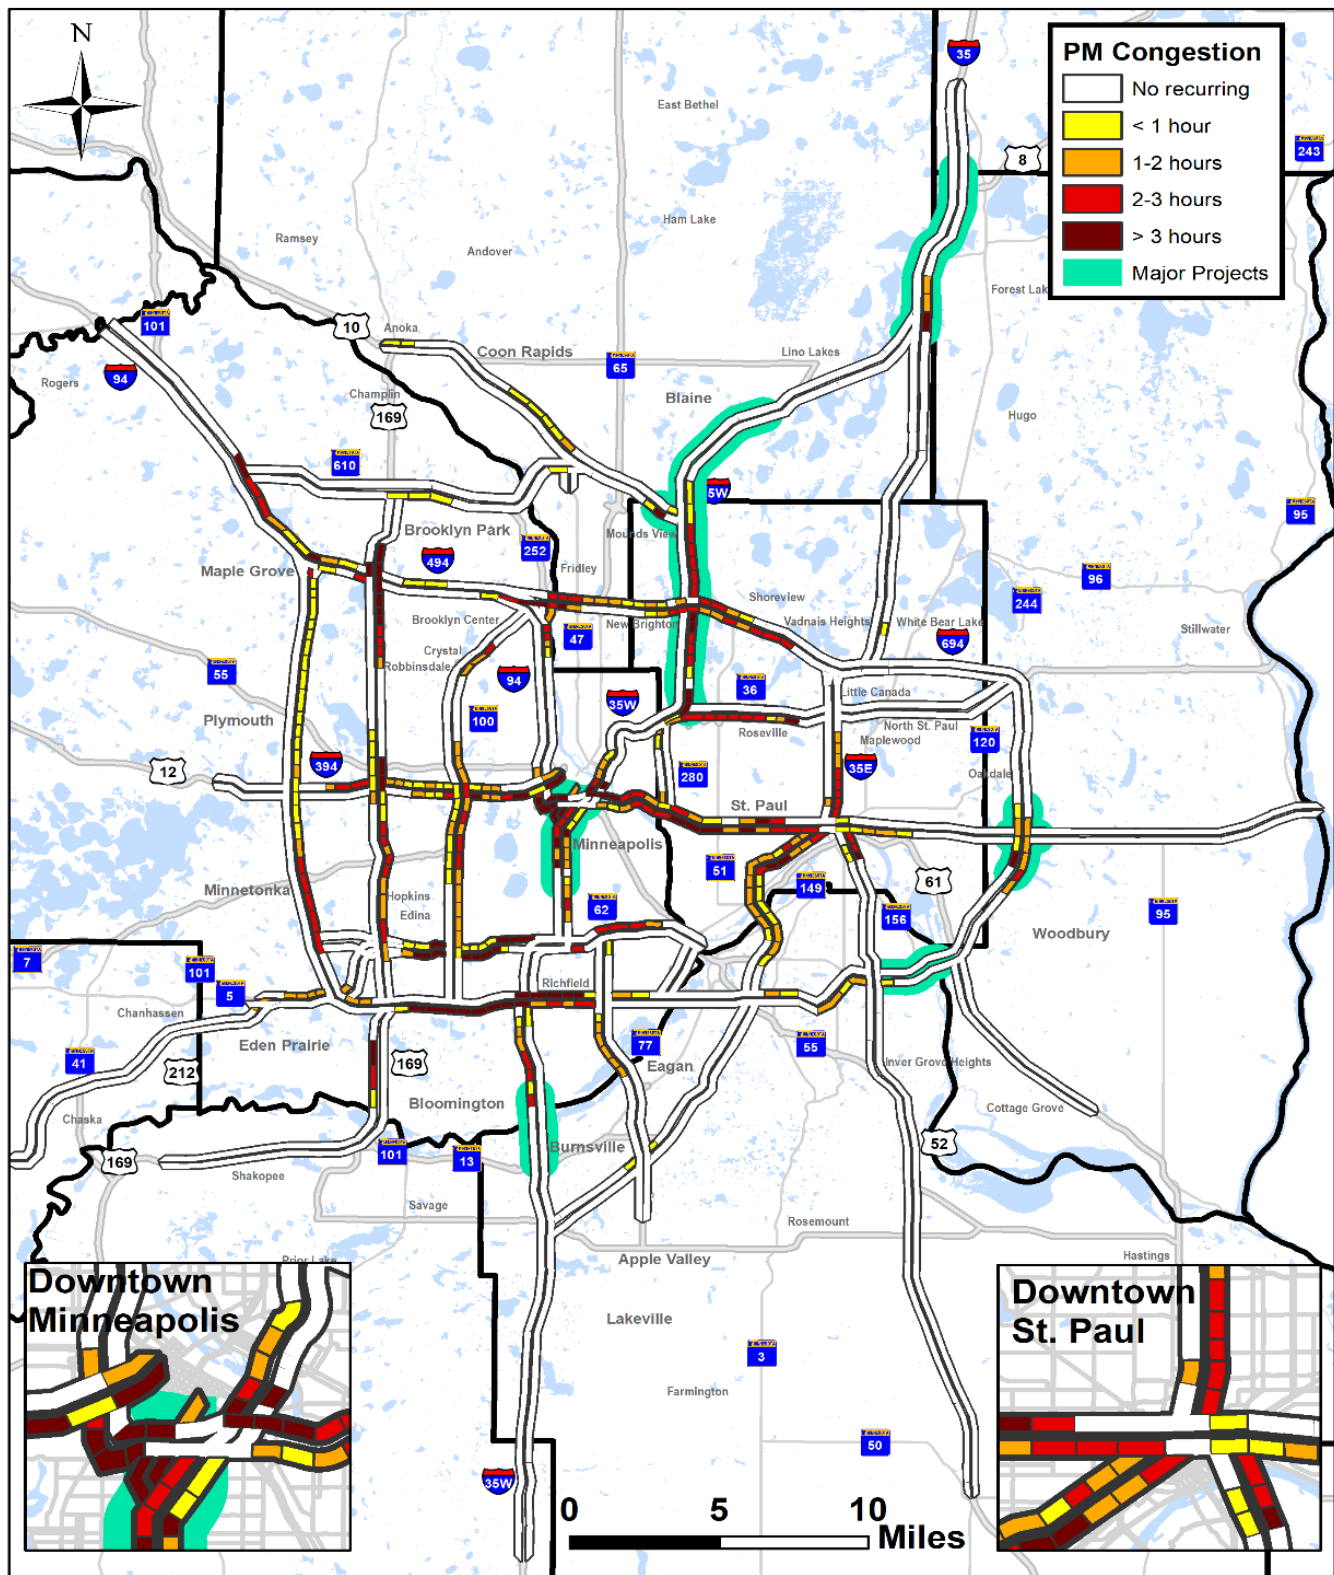 N
35
PM Congestion
No recurring
< 1 hour
1-2 hours
2-3 hours
> 3 hours
Major Projects
East Bethel
8
243
Ham Lake
Ramsey
Andover
Forest Lak
101
10
Anoka
Coon Rapids
65
Lino Lakes
Rogers
94
Champlin
169
Blaine
Hugo
610
5W
95
Brooklyn Park
Mounds View
252
494
Maple Grove
Fridley
96
Shoreview
244
Brooklyn Center
New Brighton
Vadnais Heights
White Bear Lake
Stillwater
47
694
Crystal
Robbinsdale
55
94
36
Little Canada
35W
Plymouth
100
North St. Paul
Roseville
Maplewood
120
12
394
280
35E
Oakdale
St. Paul
Minneapolis
51
61
Minnetonka
149
Hopkins
62
156
95
Edina
Woodbury
7
101
5
Richfield
Chanhassen
Eden Prairie
77
55
41
212
169
Eagan
Inver Grove Heights
Bloomington
Cottage Grove
Chaska
52
Burnsville
169
101
13
Shakopee
Savage
Rosemount
Prior Lake
Apple Valley
Hastings
Downtown
Minneapolis
Downtown
St. Paul
Lakeville
3
Farmington
50
35W
0 5 10
Miles